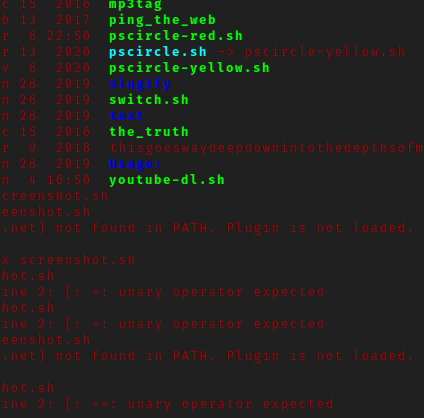 c 15  2016  mp3tag
b 13  2017  ping_the_web
r  6 22:50  pscircle-red.sh
r 13  2020  pscircle.sh -> pscircle-yellow.sh
v  6  2020  pscircle-yellow.sh
n 28  2019  slugify
n 26  2019  switch.sh
n 28  2019  text
c 15  2016  the_truth
r  9  2018  thisgoeswaydeepdownintothedepthsofm
n 28  2019  Usage:
n  4 16:50  youtube-dl.sh
creenshot.sh
eenshot.sh
.net) not found in PATH. Plugin is not loaded.
x screenshot.sh
hot.sh
ine 2: [: =: unary operator expected
hot.sh
ine 2: [: =: unary operator expected
eenshot.sh
.net) not found in PATH. Plugin is not loaded.
hot.sh
ine 2: [: ==: unary operator expected